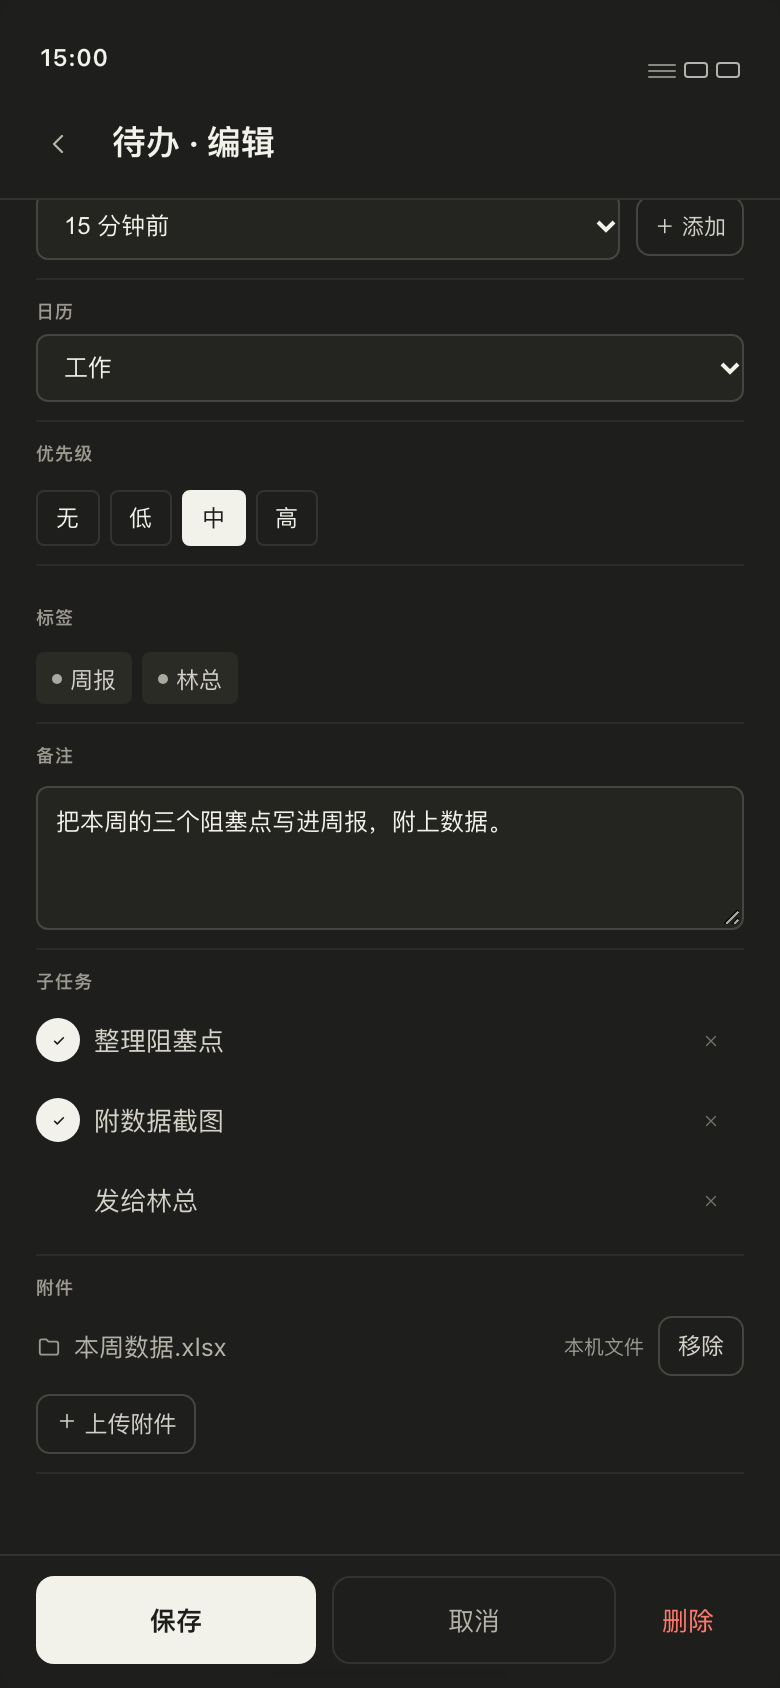 15:00
待办 · 编辑
15 分钟前
+ 添加
日历
工作
优先级
无 低 中 高
标签
周报 林总
备注
把本周的三个阻塞点写进周报，附上数据。
子任务
整理阻塞点
附数据截图
发给林总
附件
本周数据.xlsx 本机文件 移除
+ 上传附件
保存 取消 删除